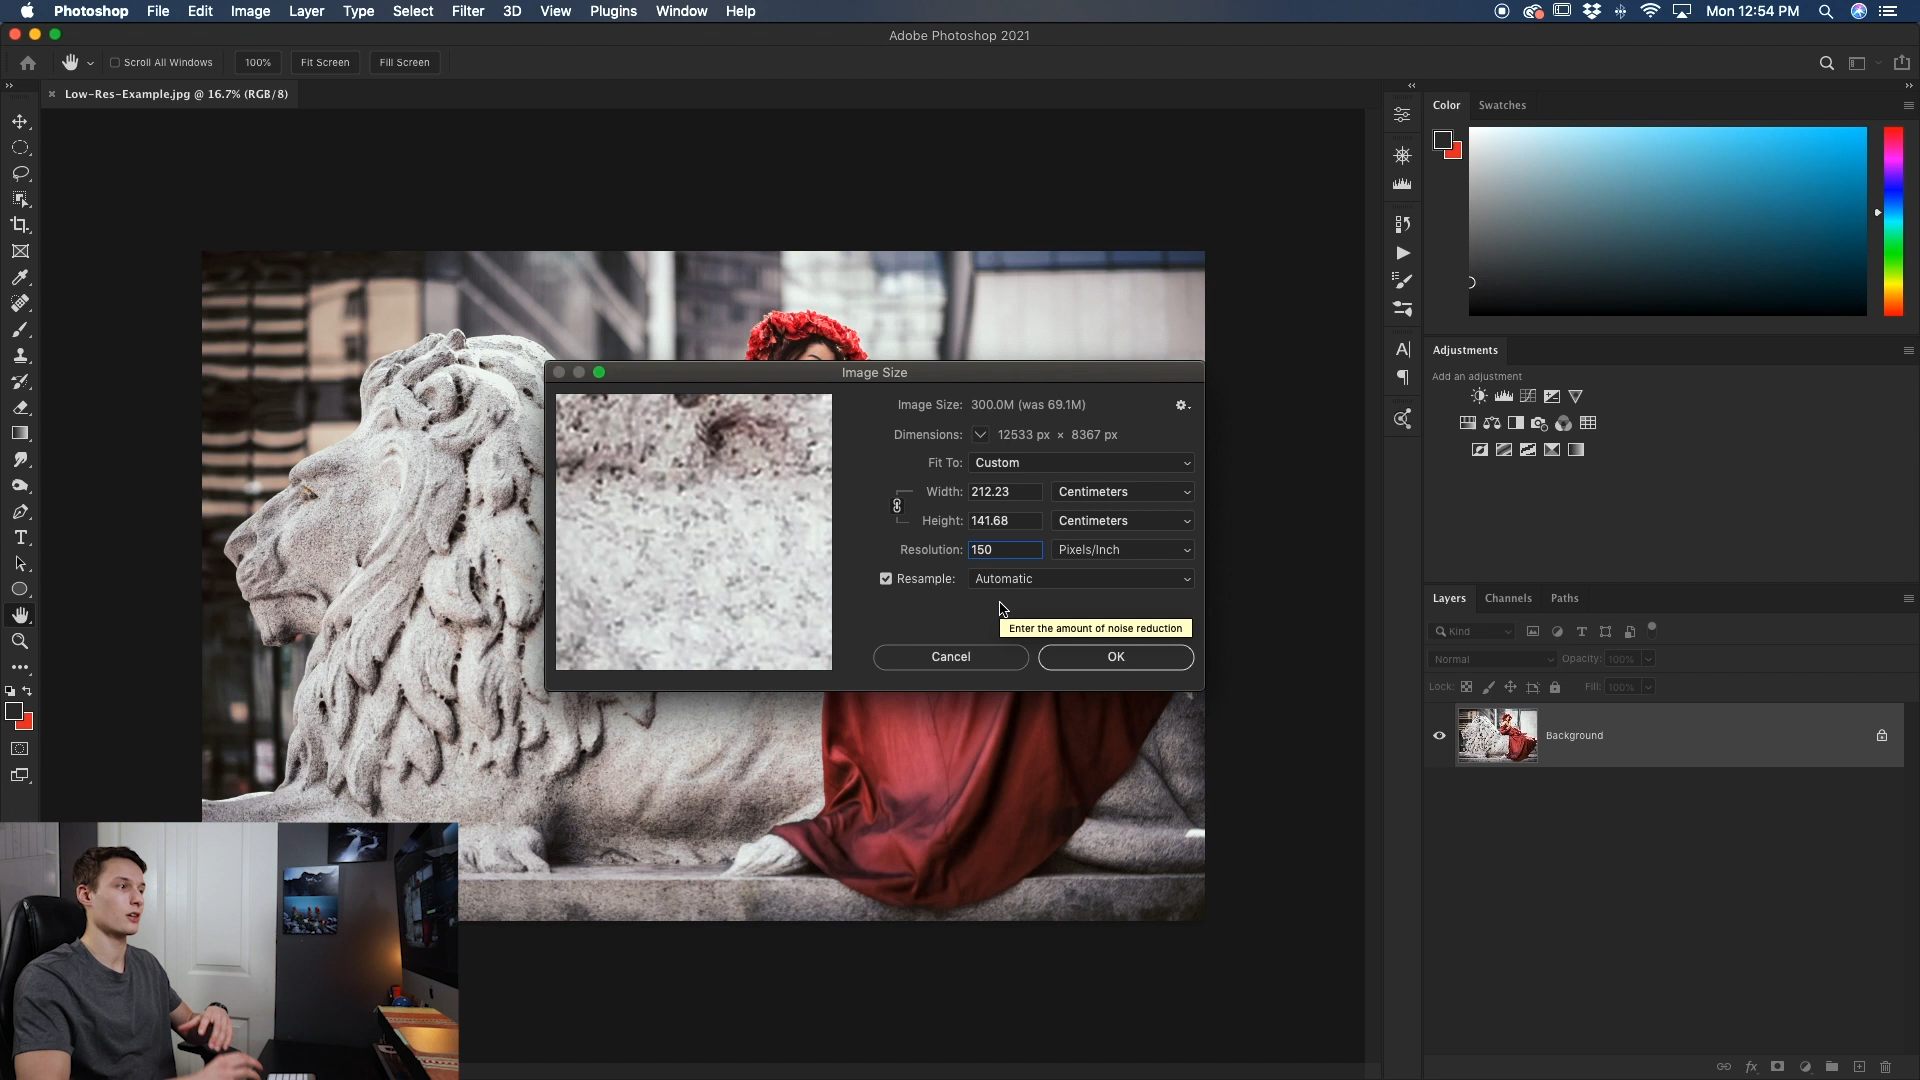 Photoshop File Edit Image Layer Type Select Filter 3D View Plugins Window Help Mon 12:54 PM
Adobe Photoshop 2021
Scroll All Windows 100% Fit Screen Fill Screen
Low-Res-Example.jpg @ 16.7% (RGB/8)
Color Swatches
Adjustments
Add an adjustment
Image Size
Image Size: 300.0M (was 69.1M)
Dimensions: 12533 px × 8367 px
Fit To: Custom
Width: 212.23 Centimeters
Height: 141.68 Centimeters
Resolution: 150 Pixels/Inch
Resample: Automatic
Enter the amount of noise reduction
Cancel OK
Layers Channels Paths
Kind
Normal Opacity: 100%
Lock: Fill: 100%
Background